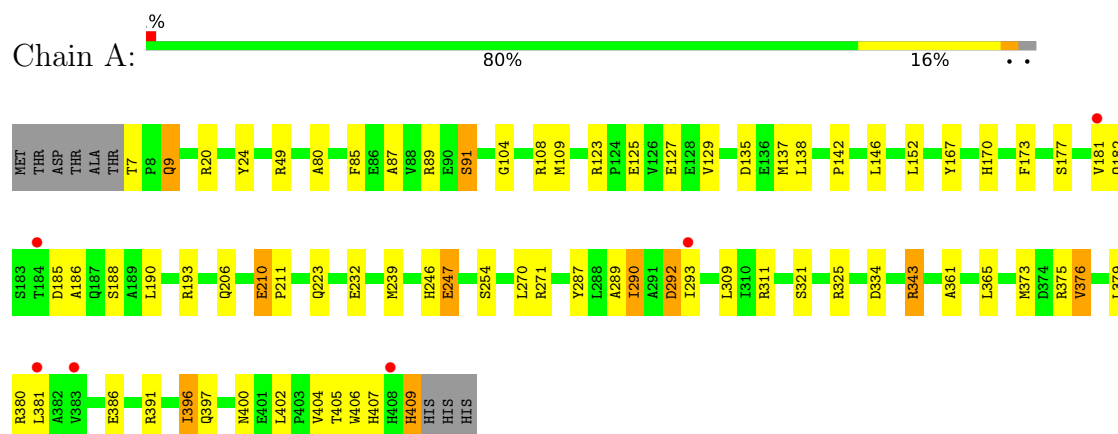 .%
Chain A:
80% 16% • •
MET THR ASP THR ALA THR T7 P8 Q9 R20 Y24 R49 A80 F85 E86 A87 V88 R89 E90 S91 G104 R108 M109 R123 P124 E125 V126 E127 E128 V129 D135 E136 M137 L138 P142 L146 L152 Y167 H170 F173 S177 V181
S183 T184 D185 A186 Q187 S188 A189 L190 R193 Q206 E210 P211 Q223 E232 M239 H246 E247 S254 L270 R271 Y287 L288 A289 I290 A291 D292 I293 L309 I310 R311 S321 R325 D334 R343 A361 L365 M373 D374 R375 V376
R380 L381 A382 V383 E386 R391 I396 Q397 N400 E401 L402 P403 V404 T405 W406 H407 H408 H409 HIS HIS HIS